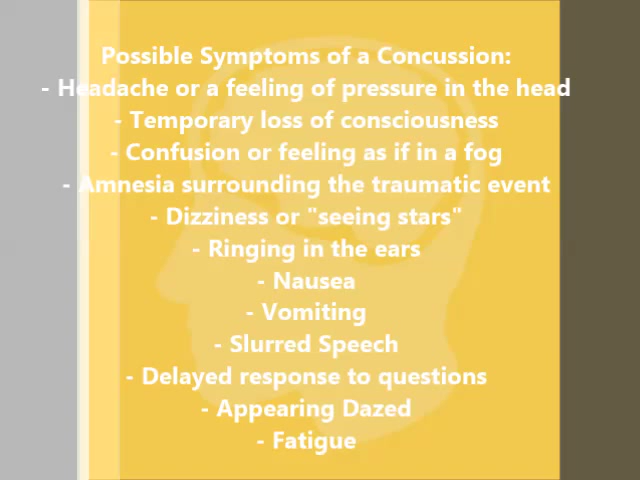 Possible Symptoms of a Concussion:
- Headache or a feeling of pressure in the head
- Temporary loss of consciousness
- Confusion or feeling as if in a fog
- Amnesia surrounding the traumatic event
- Dizziness or "seeing stars"
- Ringing in the ears
- Nausea
- Vomiting
- Slurred Speech
- Delayed response to questions
- Appearing Dazed
- Fatigue